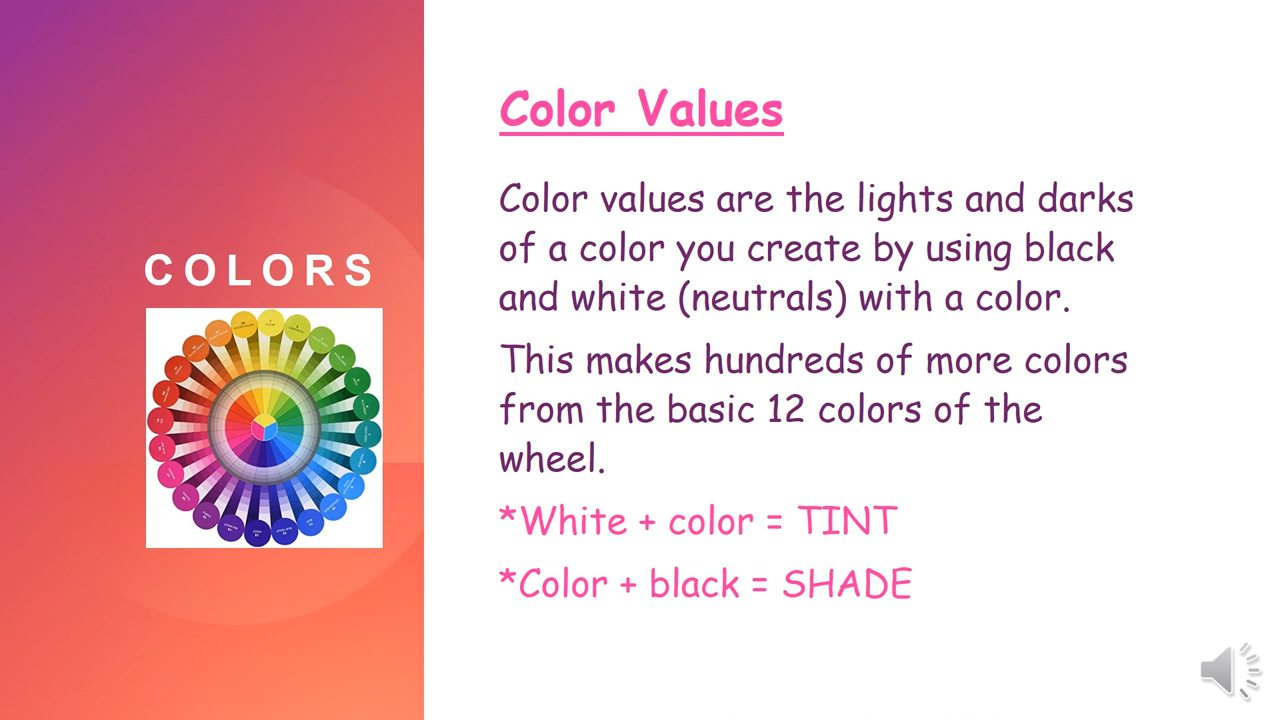 COLORS
Color Values
Color values are the lights and darks
of a color you create by using black
and white (neutrals) with a color.
This makes hundreds of more colors
from the basic 12 colors of the
wheel.
*White + color = TINT
*Color + black = SHADE